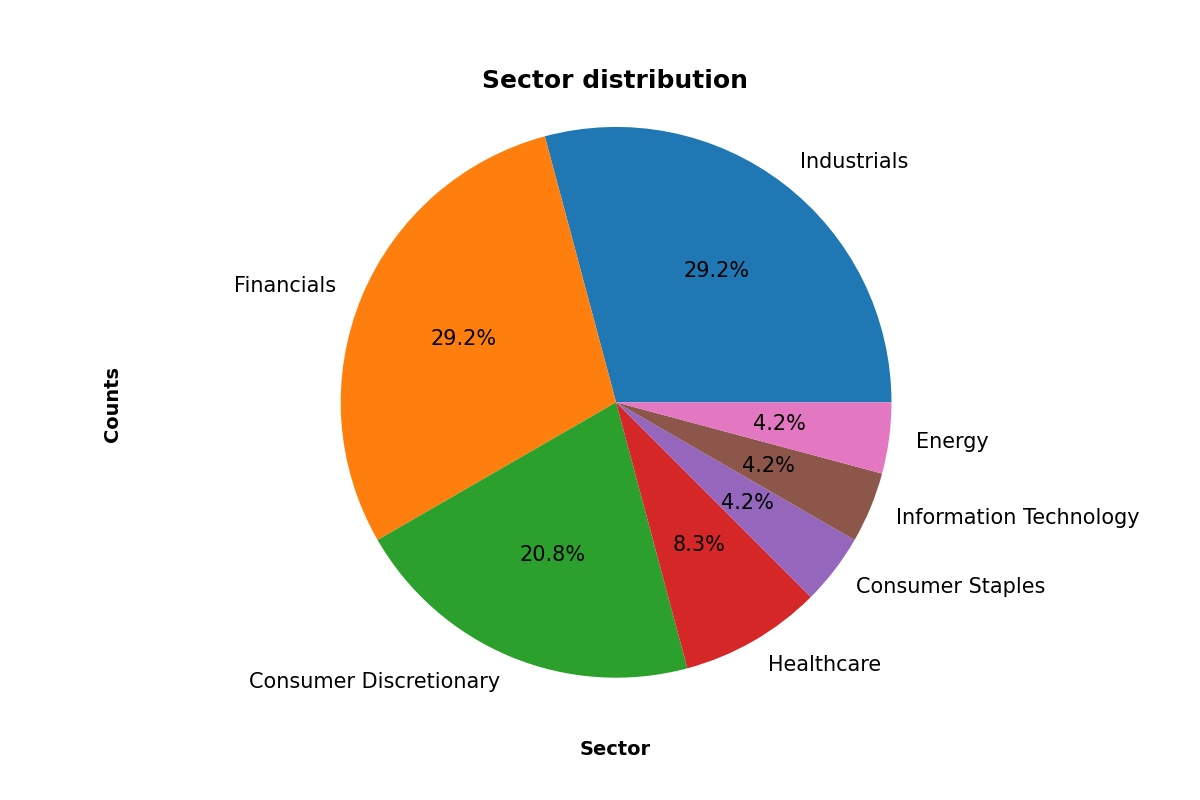 Sector distribution
Industrials
29.2%
Financials
29.2%
Counts
4.2%
Energy
4.2%
4.2%
Information Technology
20.8%
8.3%
Consumer Staples
Healthcare
Consumer Discretionary
Sector